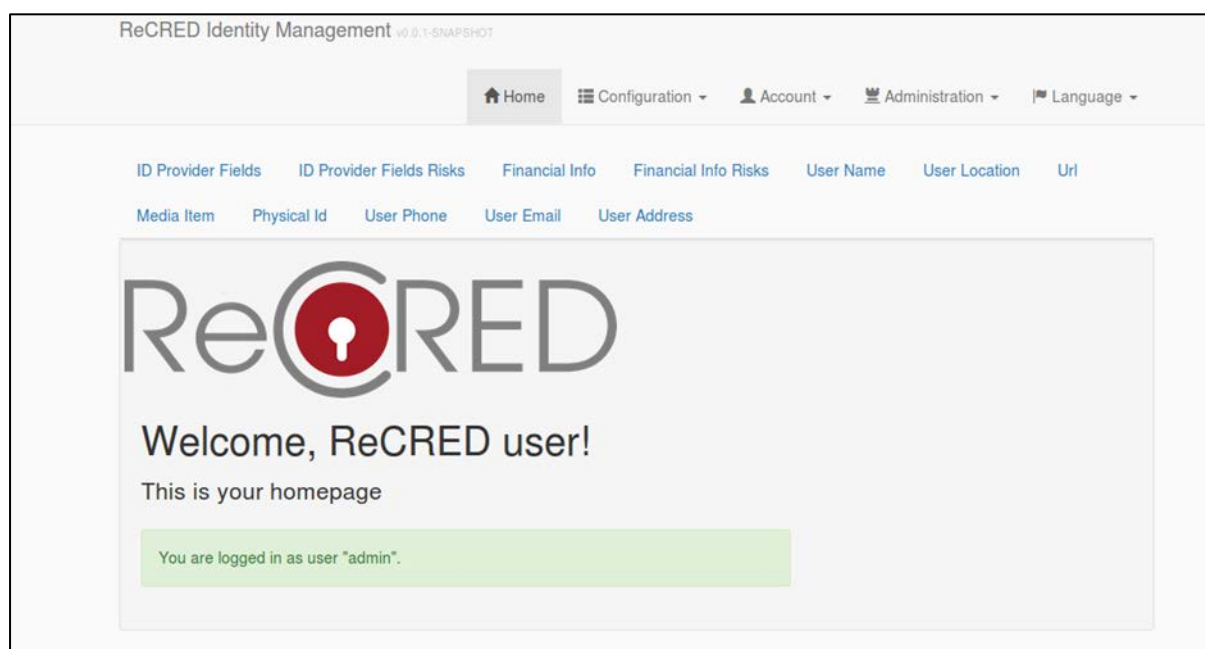 ReCRED Identity Management v0.0.1-SNAPSHOT
Home Configuration Account Administration Language
ID Provider Fields ID Provider Fields Risks Financial Info Financial Info Risks User Name User Location Url
Media Item Physical Id User Phone User Email User Address
ReCRED
Welcome, ReCRED user!
This is your homepage
You are logged in as user "admin".